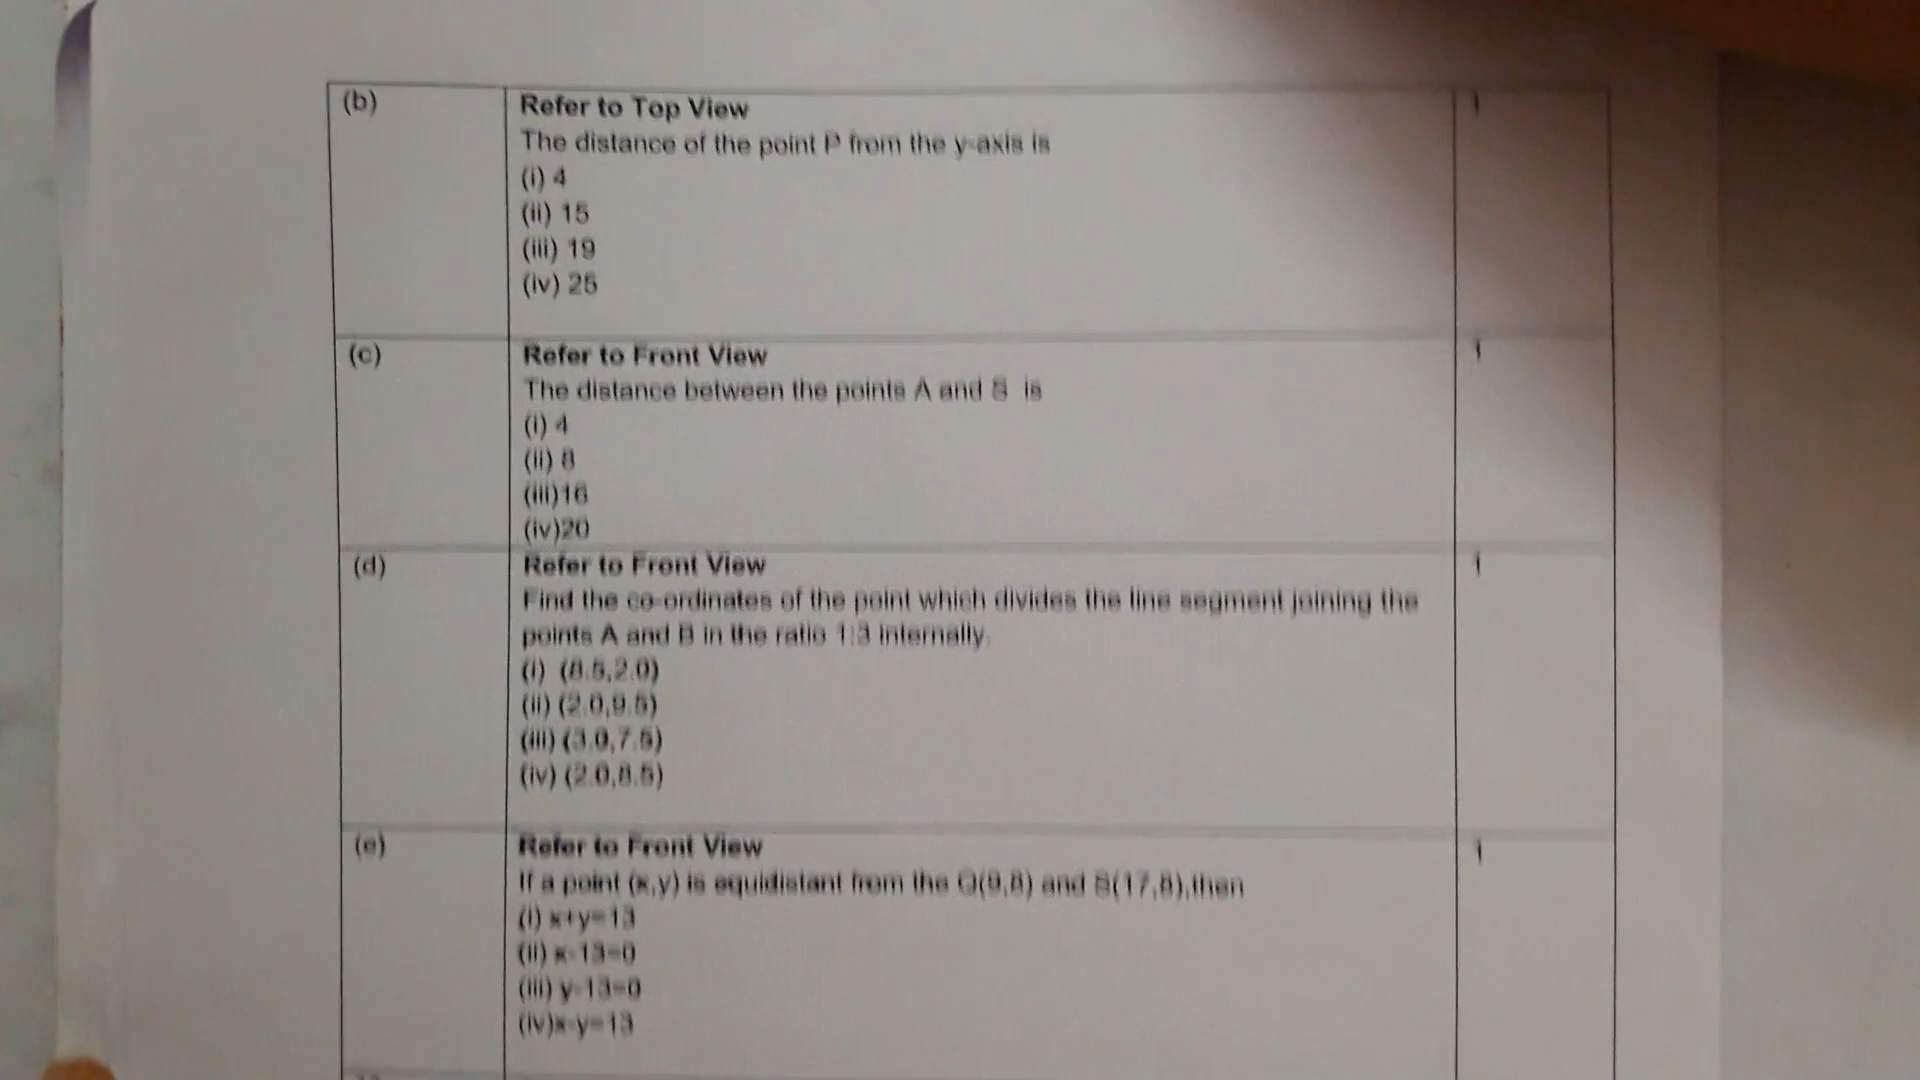 (b)
Refer to Top View
1
The distance of the point P from the y-axis is
(i) 4
(ii) 15
(iii) 19
(iv) 25
(c)
Refer to Front View
1
The distance between the points A and S is
(i) 4
(ii) 8
(iii)16
(iv)20
(d)
Refer to Front View
1
Find the co-ordinates of the point which divides the line segment joining the
points A and B in the ratio 1:3 internally.
(i) (8.5,2.0)
(ii) (2.0,9.5)
(iii) (3.0,7.5)
(iv) (2.0,8.5)
(e)
Refer to Front View
1
If a point (x,y) is equidistant from the Q(9,8) and S(17,8),then
(i) x+y=13
(ii) x-13=0
(iii) y-13=0
(iv)x-y=13